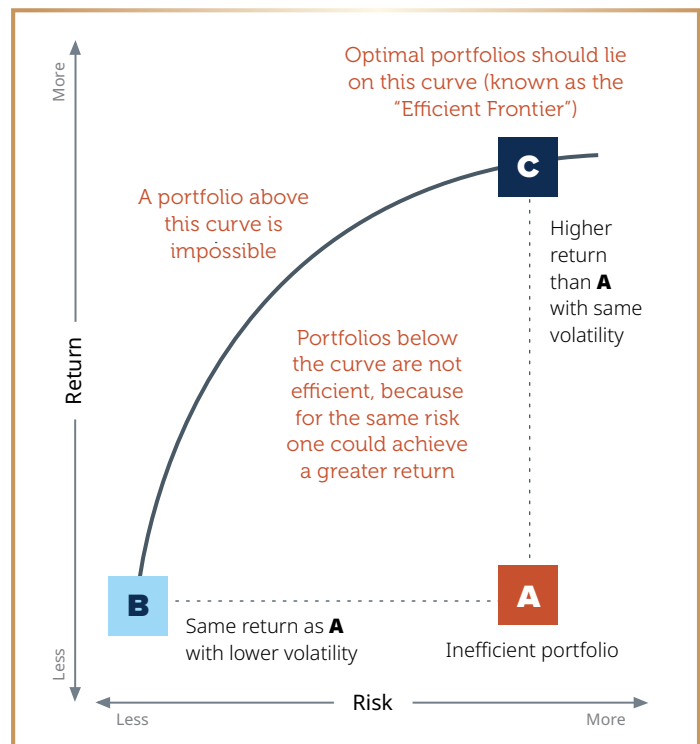 More
Optimal portfolios should lie
on this curve (known as the
“Efficient Frontier”)
C
A portfolio above
this curve is
impossible
Higher
return
than A
with same
volatility
Return
Portfolios below
the curve are not
efficient, because
for the same risk
one could achieve
a greater return
B
A
Same return as A
with lower volatility
Inefficient portfolio
Less
Risk
Less
More